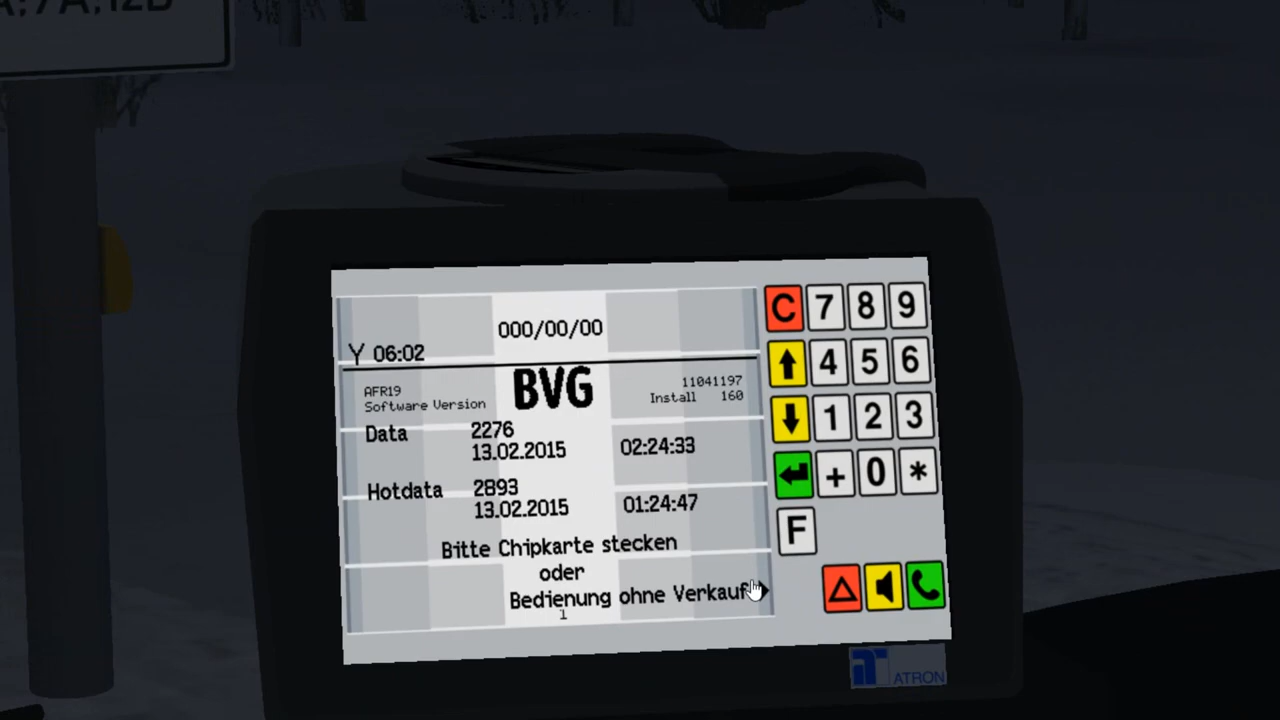 000/00/00
Y 06:02
AFR19
Software Version
BVG
11041197
Install 160
Data 2276
13.02.2015 02:24:33
Hotdata 2893
13.02.2015 01:24:47
Bitte Chipkarte stecken
oder
Bedienung ohne Verkauf
1
C 7 8 9
4 5 6
1 2 3
+ 0 *
F
ATRON